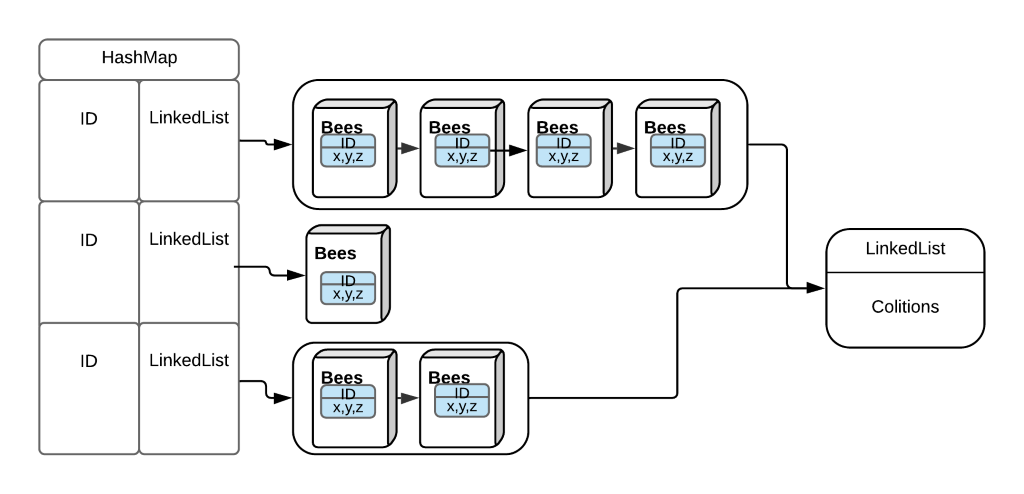 HashMap
ID
LinkedList
Bees
ID
x,y,z
Bees
ID
x,y,z
Bees
ID
x,y,z
Bees
ID
x,y,z
ID
LinkedList
Bees
ID
x,y,z
ID
LinkedList
Bees
ID
x,y,z
Bees
ID
x,y,z
LinkedList
Colitions